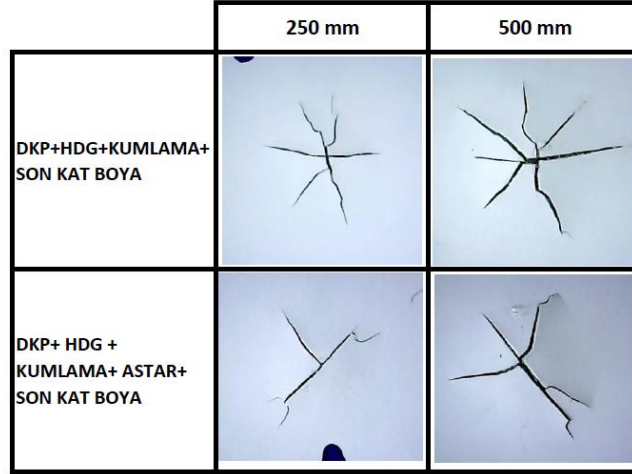 250 mm
500 mm
DKP+HDG+KUMLAMA+
SON KAT BOYA
DKP+ HDG +
KUMLAMA+ ASTAR+
SON KAT BOYA